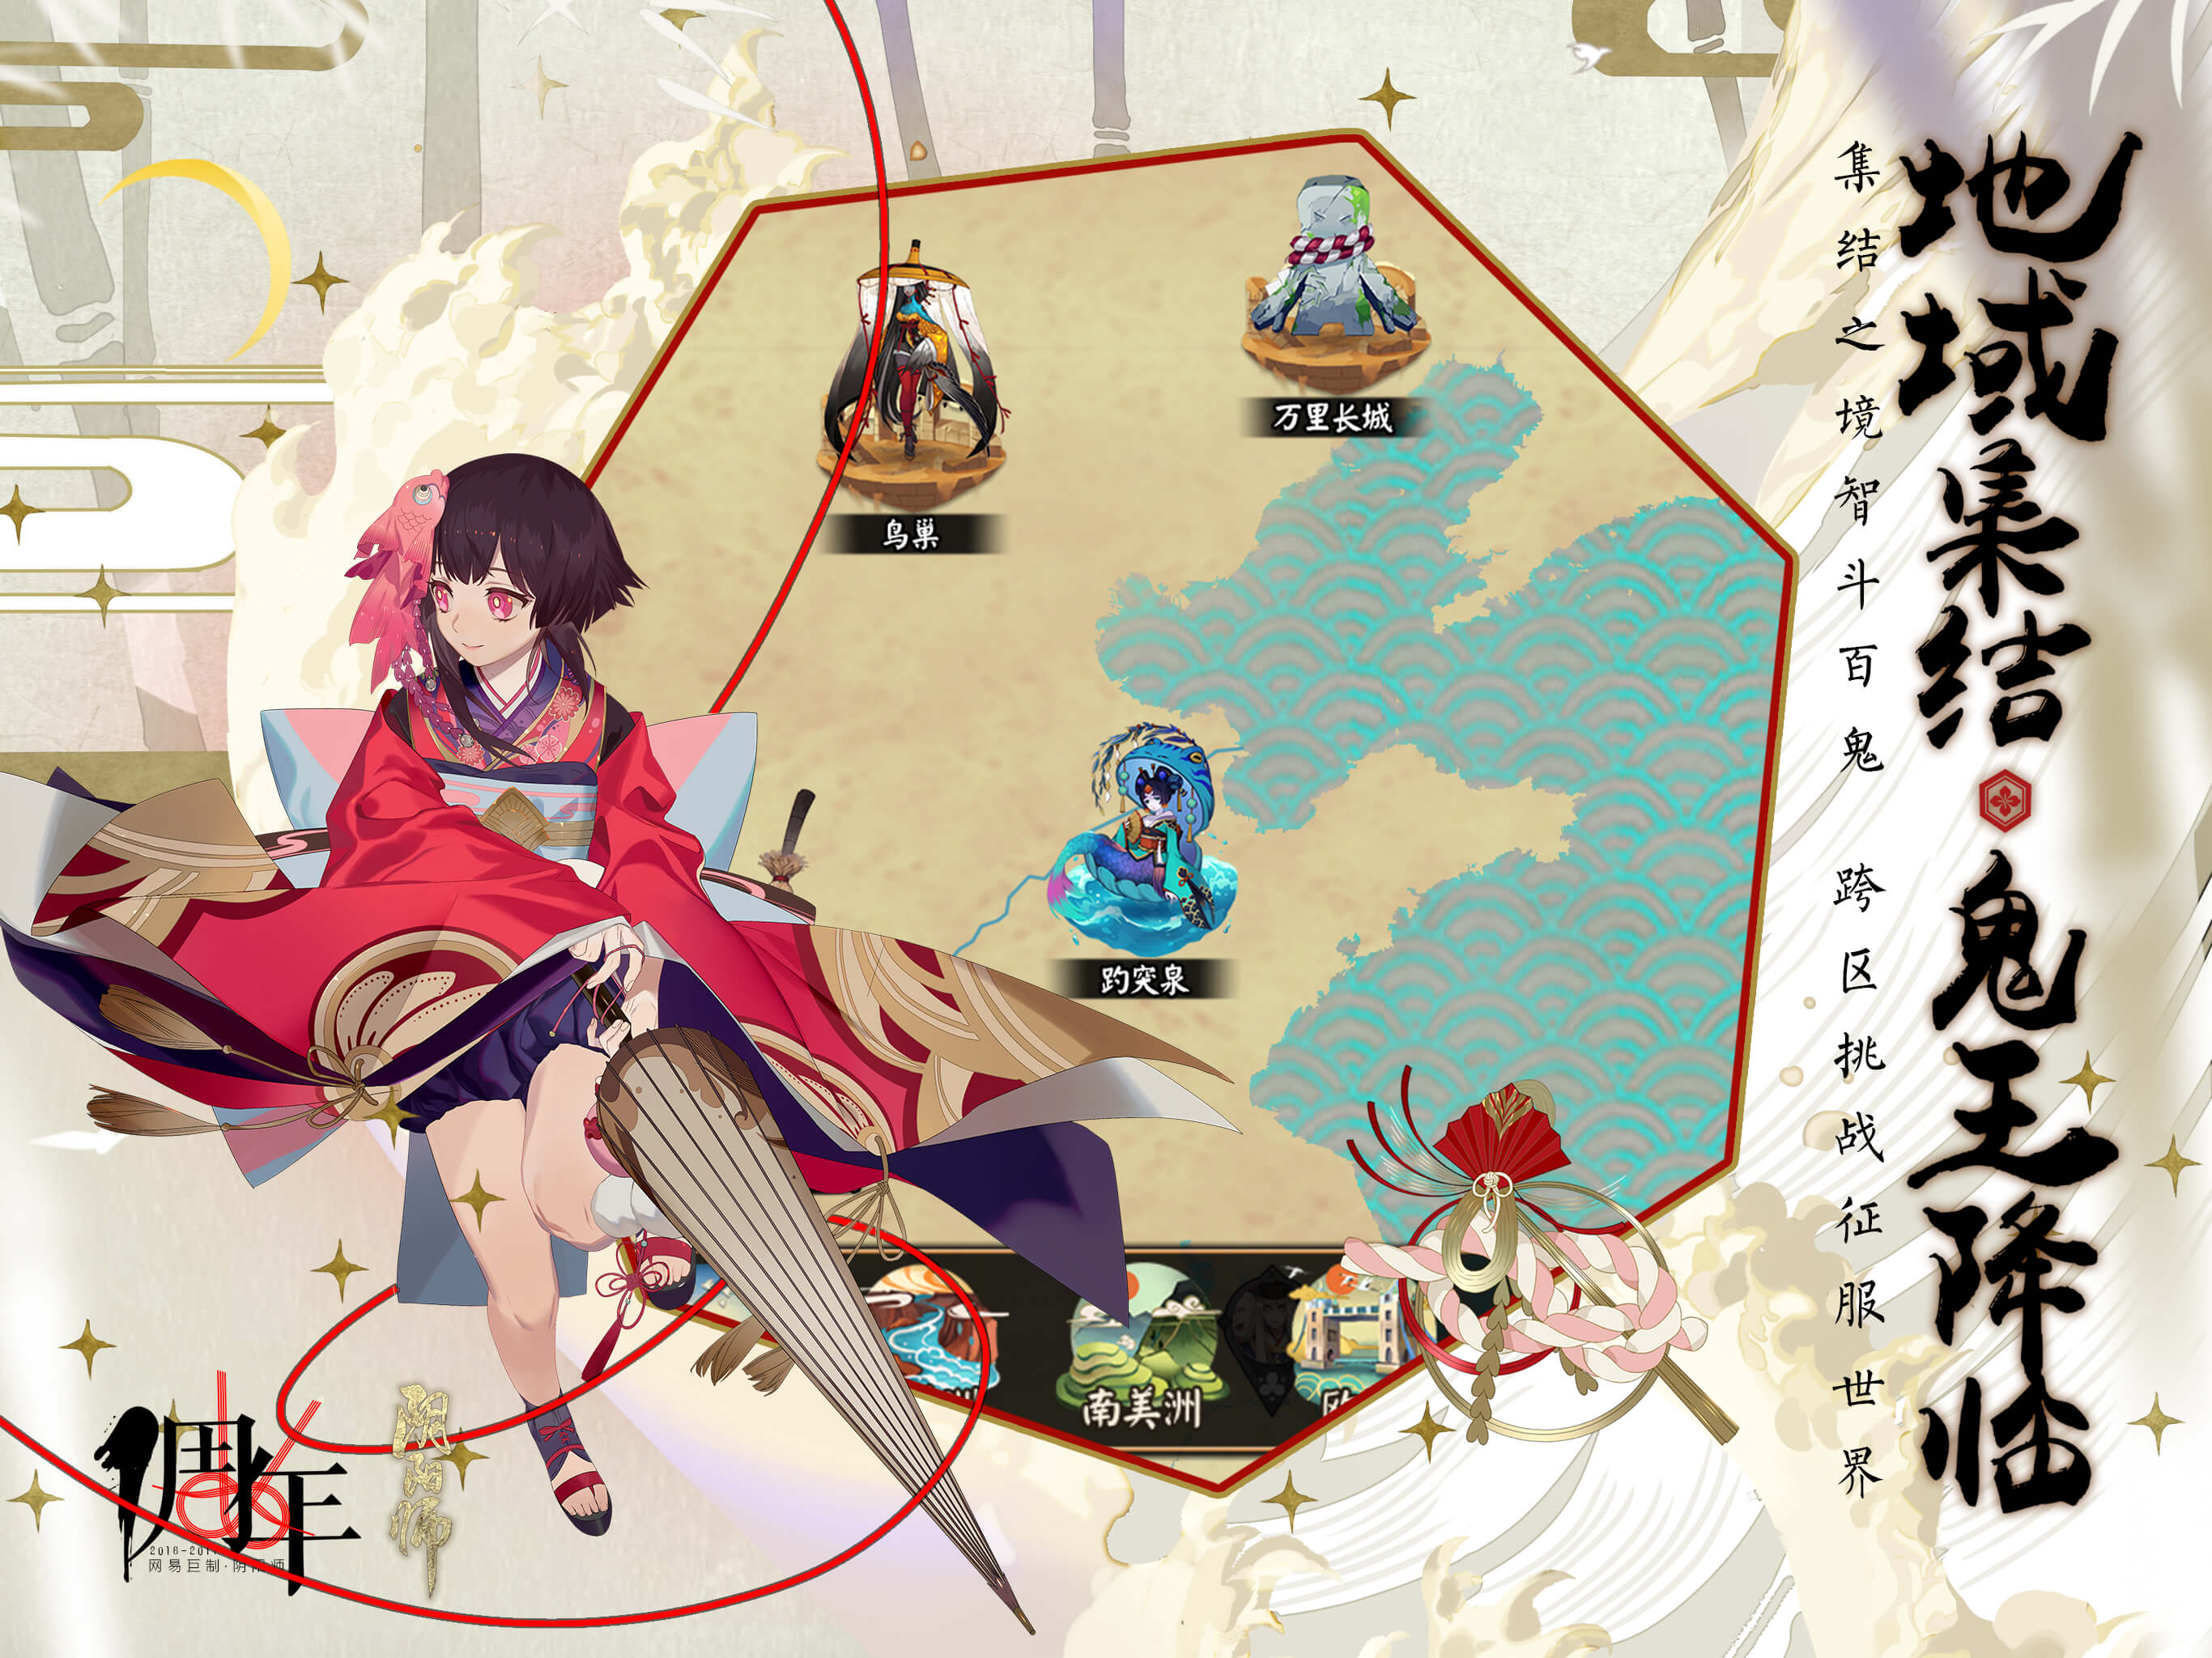 地域集结
鬼王降临
集结之境智斗百鬼 跨区挑战征服世界
万里长城
鸟巢
趵突泉
南美洲
1周年
网易巨制·阴阳师
阴阳师